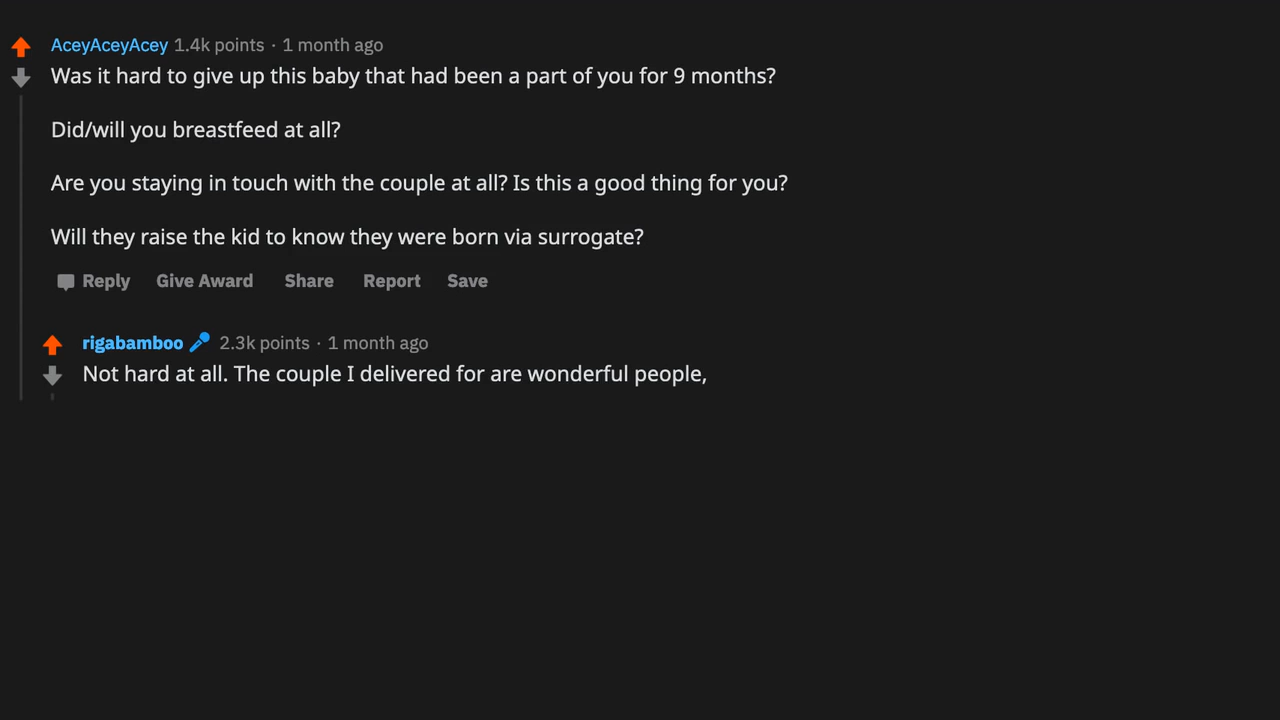 AceyAceyAcey 1.4k points · 1 month ago
Was it hard to give up this baby that had been a part of you for 9 months?
Did/will you breastfeed at all?
Are you staying in touch with the couple at all? Is this a good thing for you?
Will they raise the kid to know they were born via surrogate?
Reply Give Award Share Report Save
rigabamboo 2.3k points · 1 month ago
Not hard at all. The couple I delivered for are wonderful people,